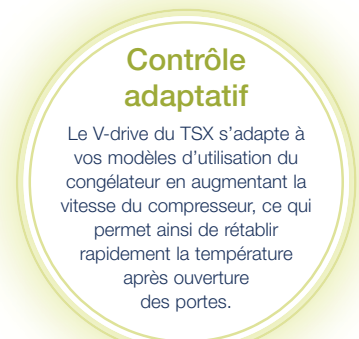 Contrôle
adaptatif
Le V-drive du TSX s'adapte à
vos modèles d'utilisation du
congélateur en augmentant la
vitesse du compresseur, ce qui
permet ainsi de rétablir
rapidement la température
après ouverture
des portes.